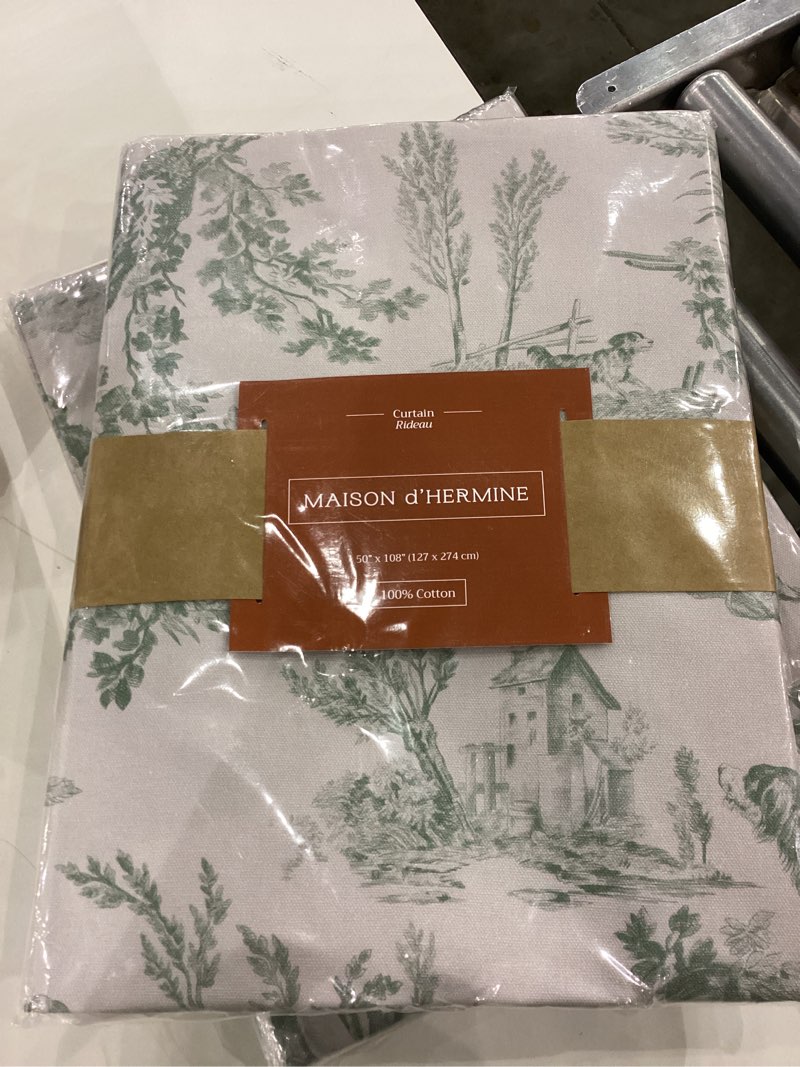 Curtain
Rideau
MAISON d'HERMINE
50" x 108" (127 x 274 cm)
100% Cotton